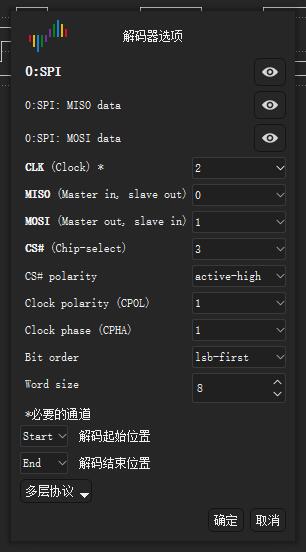 解码器选项
0:SPI
0:SPI: MISO data
0:SPI: MOSI data
CLK (Clock) * 2
MISO (Master in, slave out) 0
MOSI (Master out, slave in) 1
CS# (Chip-select) 3
CS# polarity active-high
Clock polarity (CPOL) 1
Clock phase (CPHA) 1
Bit order lsb-first
Word size 8
*必要的通道
Start 解码起始位置
End 解码结束位置
多层协议
确定 取消